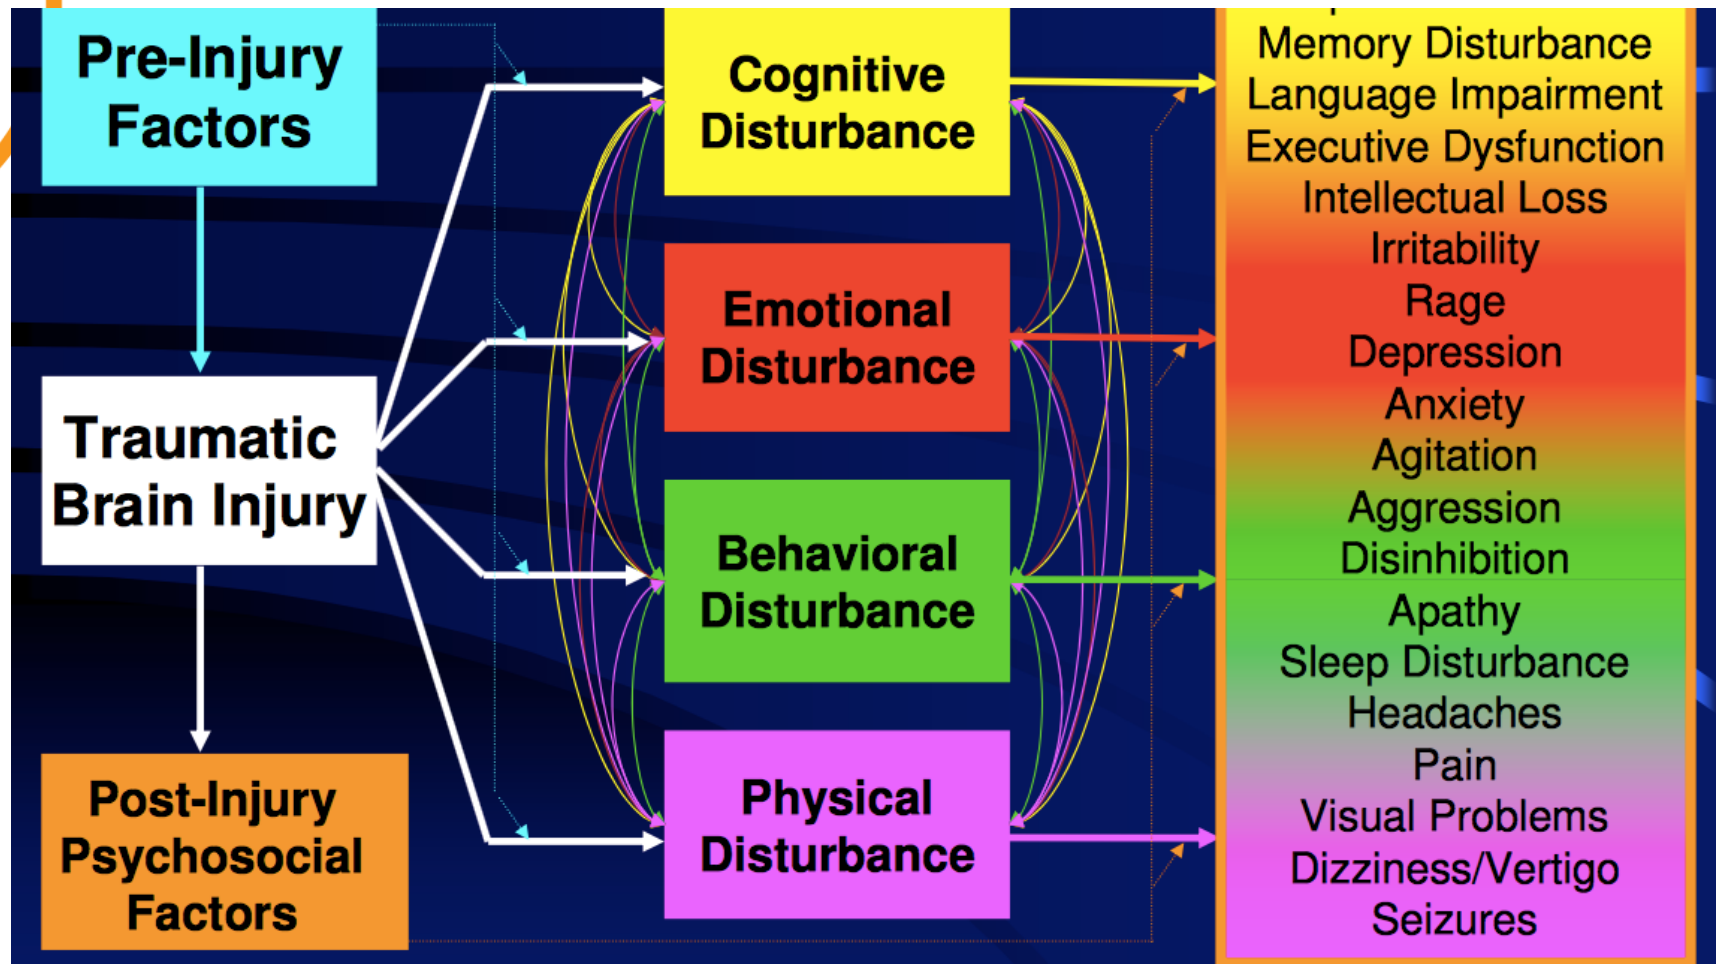 Pre-Injury
Factors
Traumatic
Brain Injury
Post-Injury
Psychosocial
Factors
Cognitive
Disturbance
Emotional
Disturbance
Behavioral
Disturbance
Physical
Disturbance
Memory Disturbance
Language Impairment
Executive Dysfunction
Intellectual Loss
Irritability
Rage
Depression
Anxiety
Agitation
Aggression
Disinhibition
Apathy
Sleep Disturbance
Headaches
Pain
Visual Problems
Dizziness/Vertigo
Seizures